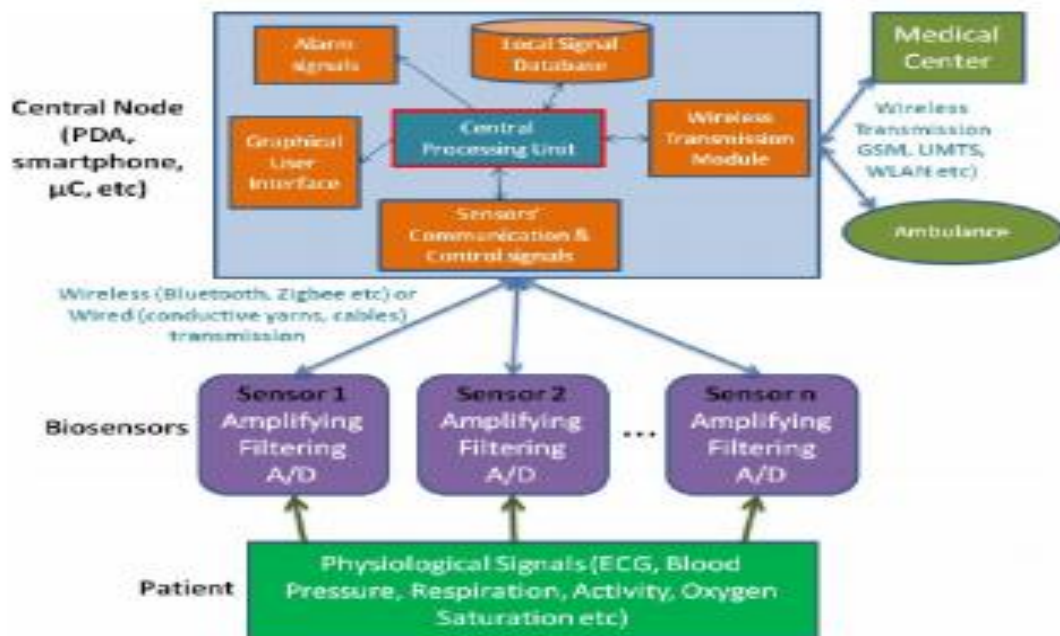 Alarm
signals
Local Signal
Database
Medical
Center
Central Node
(PDA,
smartphone,
µC, etc)
Graphical
User
Interface
Central
Processing Unit
Wireless
Transmission
Module
Wireless
Transmission
GSM, UMTS,
WLAN etc)
Sensors'
Communication &
Control signals
Ambulance
Wireless (Bluetooth, Zigbee etc) or
Wired (conductive yarns, cables)
transmission
Biosensors
Sensor 1
Amplifying
Filtering
A/D
Sensor 2
Amplifying
Filtering
A/D
...
Sensor n
Amplifying
Filtering
A/D
Patient
Physiological Signals (ECG, Blood
Pressure, Respiration, Activity, Oxygen
Saturation etc)